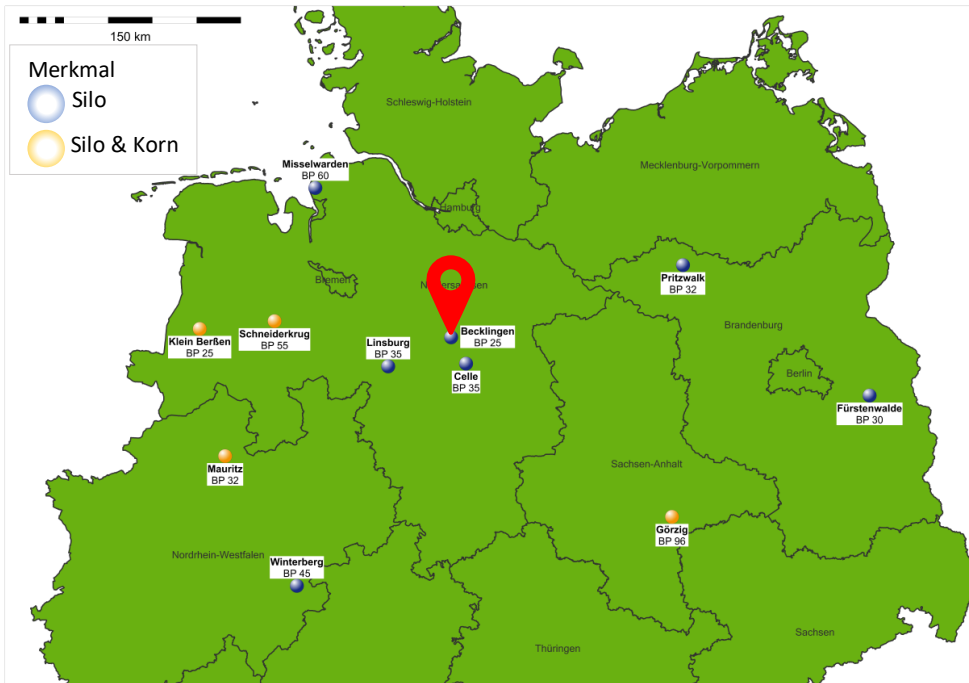 150 km
Merkmal
Silo
Silo & Korn
Schleswig-Holstein
Mecklenburg-Vorpommern
Misselwarden
BP 60
Hamburg
Bremen
Pritzwalk
BP 32
Brandenburg
Klein Berßen
BP 25
Schneiderkrug
BP 55
Linsburg
BP 35
Becklingen
BP 25
Celle
BP 35
Berlin
Fürstenwalde
BP 30
Mauritz
BP 32
Sachsen-Anhalt
Görzig
BP 96
Nordrhein-Westfalen
Winterberg
BP 45
Thüringen
Sachsen